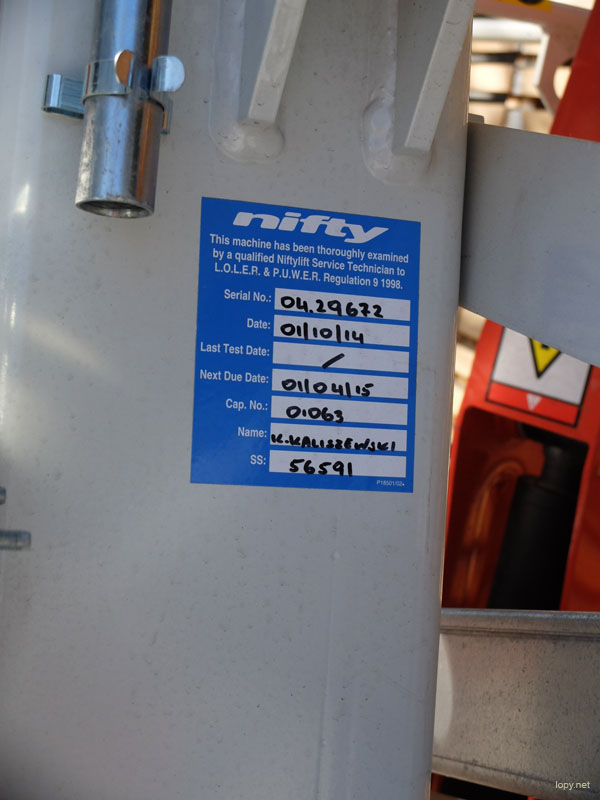 nifty
This machine has been thoroughly examined
by a qualified Niftylift Service Technician to
L.O.L.E.R. & P.U.W.E.R. Regulation 9 1998.
Serial No.: 04.29672
Date: 01/10/14
Last Test Date: /
Next Due Date: 01/04/15
Cap. No.: 01063
Name: K.KALISZEWSKI
SS: 56591
P18501/02a
lopy.net